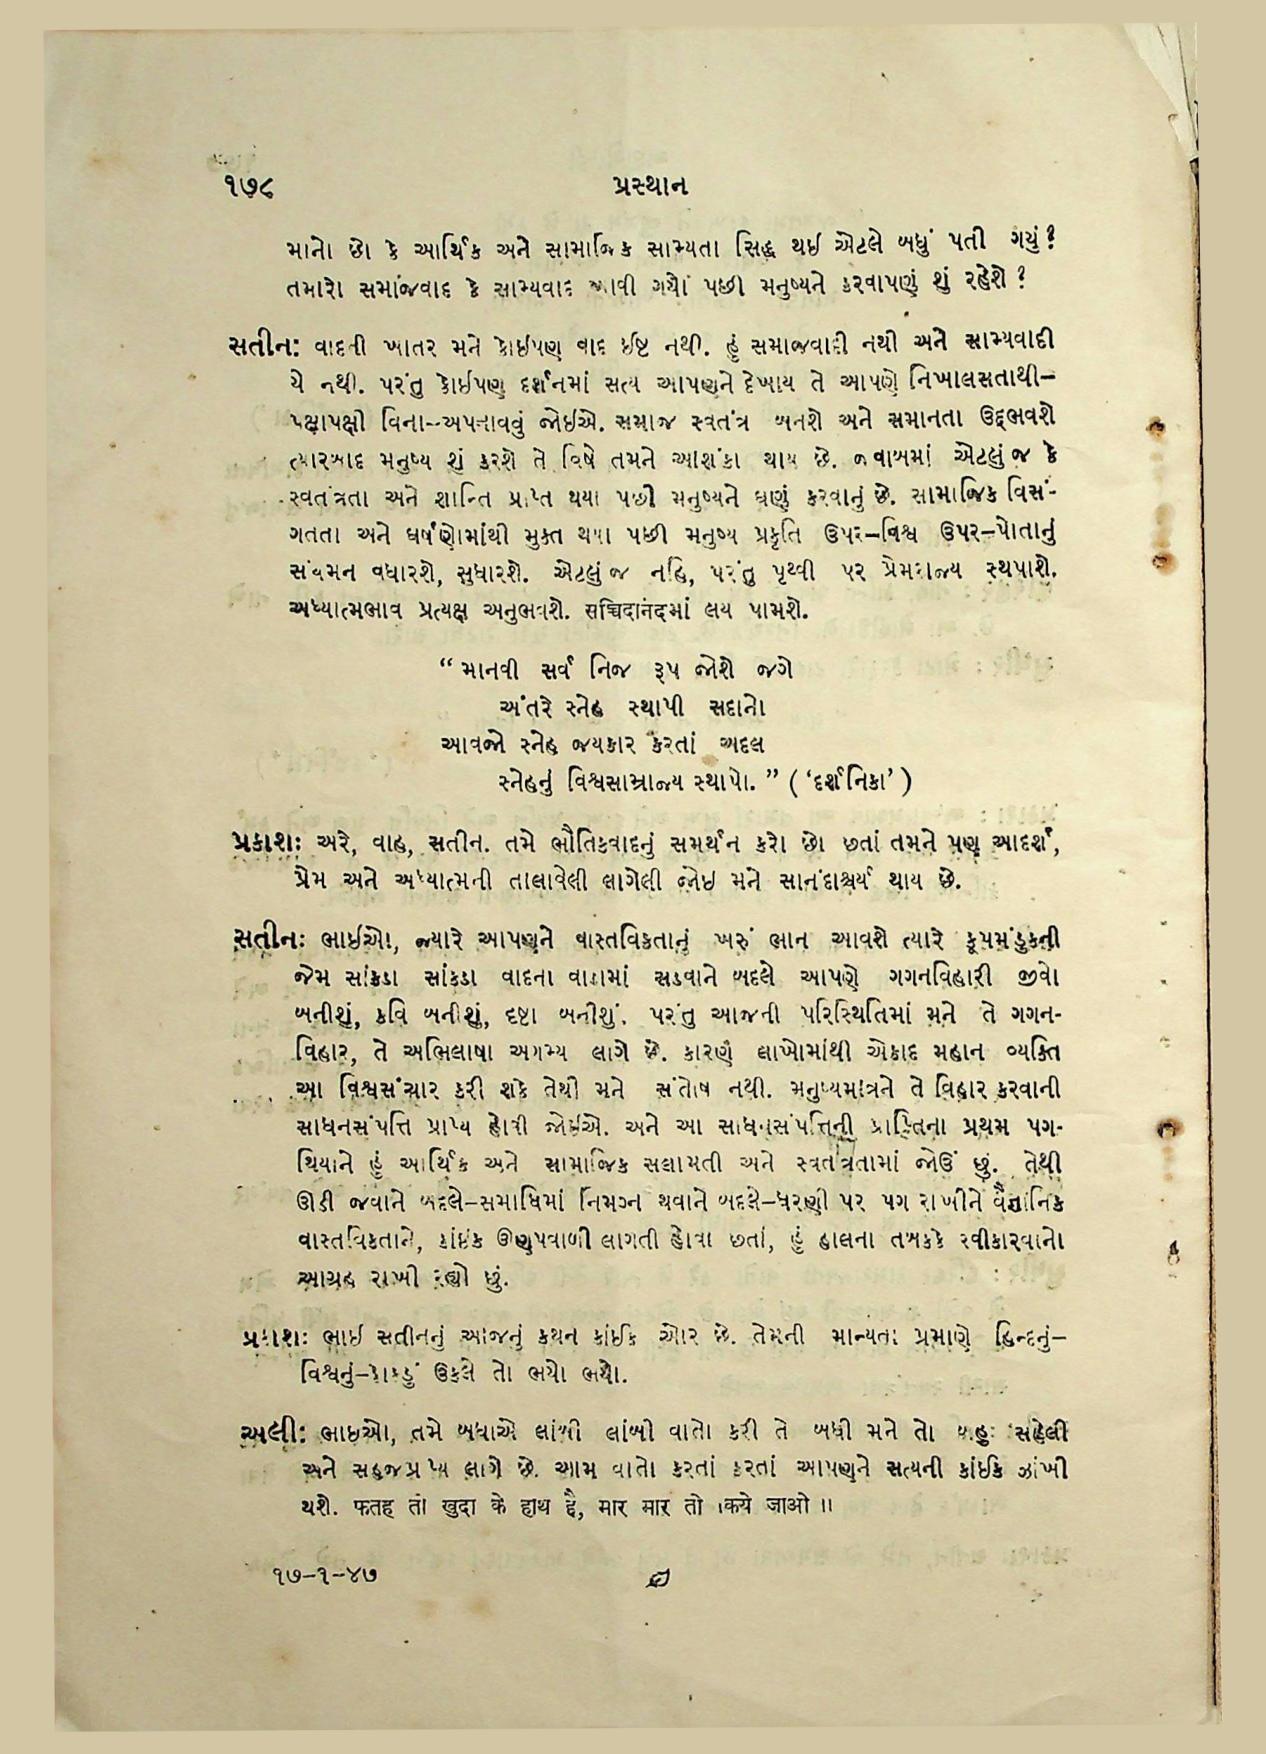 ૧૭૮ પ્રસ્થાન
માનો છો કે આર્થિક અને સામાજિક સામ્યતા સિદ્ધ થઈ એટલે બધું પતી ગયું?
તમારો સમાજવાદ કે સામ્યવાદ આવી ગયો પછી મનુષ્યને કરવાપણું શું રહેશે?
સતીન: વાદની ખાતર મને કોઈપણ વાદ ઈષ્ટ નથી. હું સમાજવાદી નથી અને સામ્યવાદી
યે નથી. પરંતુ કોઈપણ દર્શનમાં સત્ય આપણને દેખાય તે આપણે નિખાલસતાથી–
પક્ષાપક્ષી વિના–અપનાવવું જોઈએ. સમાજ સ્વતંત્ર બનશે અને સમાનતા ઉદ્દભવશે
ત્યારબાદ મનુષ્ય શું કરશે તે વિષે તમને આશંકા થાય છે. જવાબમાં એટલું જ કે
સ્વતંત્રતા અને શાન્તિ પ્રાપ્ત થયા પછી મનુષ્યને ઘણું કરવાનું છે. સામાજિક વિસં-
ગતતા અને ઘર્ષણોમાંથી મુક્ત થયા પછી મનુષ્ય પ્રકૃતિ ઉપર–વિશ્વ ઉપર–પોતાનું
સંયમન વધારશે, સુધારશે. એટલું જ નહિ, પરંતુ પૃથ્વી પર પ્રેમરાજ્ય સ્થપાશે.
અધ્યાત્મભાવ પ્રત્યક્ષ અનુભવશે. સચ્ચિદાનંદમાં લય પામશે.
“ માનવી સર્વ નિજ રૂપ જોશે જગે
અંતરે સ્નેહ સ્થાપી સદાનો
આવજો સ્નેહ જયકાર કરતાં અદલ
સ્નેહનું વિશ્વસામ્રાજ્ય સ્થાપો. ” ( ‘દર્શનિકા’ )
પ્રકાશ: અરે, વાહ, સતીન. તમે ભૌતિકવાદનું સમર્થન કરો છો છતાં તમને પણ આદર્શ,
પ્રેમ અને અધ્યાત્મની તાલાવેલી લાગેલી જોઈ મને સાનંદાશ્ચર્ય થાય છે.
સતીન: ભાઈઓ, જ્યારે આપણને વાસ્તવિકતાનું ખરું ભાન આવશે ત્યારે કૂપમંડુકની
જેમ સાંકડા સાંકડા વાદના વાડામાં સડવાને બદલે આપણે ગગનવિહારી જીવો
બનીશું, કવિ બનીશું, દૃષ્ટા બનીશું. પરંતુ આજની પરિસ્થિતિમાં મને તે ગગન-
વિહાર, તે અભિલાષા અગમ્ય લાગે છે. કારણ લાખોમાંથી એકાદ મહાન વ્યક્તિ
આ વિશ્વસંચાર કરી શકે તેથી મને સંતોષ નથી. મનુષ્યમાત્રને તે વિહાર કરવાની
સાધનસંપત્તિ પ્રાપ્ય હોવી જોઈએ. અને આ સાધનસંપત્તિની પ્રાપ્તિના પ્રથમ પગ-
થિયાને હું આર્થિક અને સામાજિક સલામતી અને સ્વતંત્રતામાં જોઉં છું. તેથી
ઊડી જવાને બદલે–સમાધિમાં નિમગ્ન થવાને બદલે–ધરણી પર પગ રાખીને વૈજ્ઞાનિક
વાસ્તવિકતાને, કાંઈક ઊણપવાળી લાગતી હોવા છતાં, હું હાલના તબક્કે સ્વીકારવાનો
આગ્રહ રાખી રહ્યો છું.
પ્રકાશ: ભાઈ સતીનનું આજનું કથન કાંઈક ઓર છે. તેમની માન્યતા પ્રમાણે હિન્દનું–
વિશ્વનું–કોકડું ઉકલે તો ભયો ભયો.
અલી: ભાઈઓ, તમે બધાએ લાંબી લાંબી વાતો કરી તે બધી મને તો બહુ સહેલી
અને સહજપ્રાપ્ય લાગે છે. આમ વાતો કરતાં કરતાં આપણને સત્યની કાંઈક ઝાંખી
થશે. फतह तो खुदा के हाथ है, मार मार तो किये जाओ ॥
૧૭–૧–૪૭